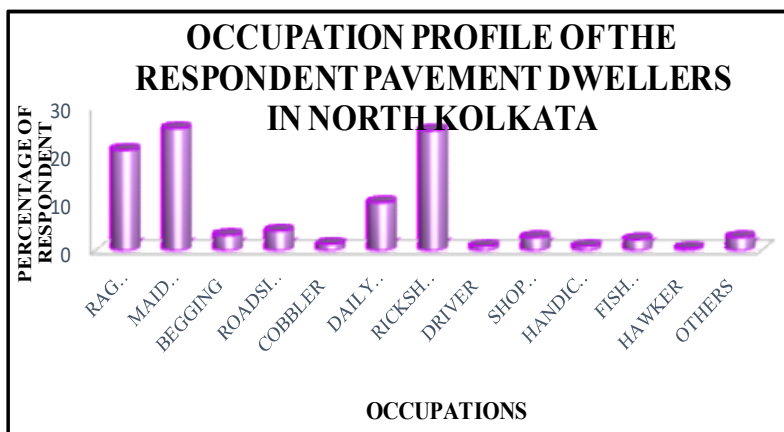 OCCUPATION PROFILE OF THE
RESPONDENT PAVEMENT DWELLERS
IN NORTH KOLKATA
PERCENTAGE OF
RESPONDENT
30
20
10
0
RAG..
MAID..
BEGGING
ROADSI..
COBBLER
DAILY..
RICKSH..
DRIVER
SHOP..
HANDIC..
FISH..
HAWKER
OTHERS
OCCUPATIONS